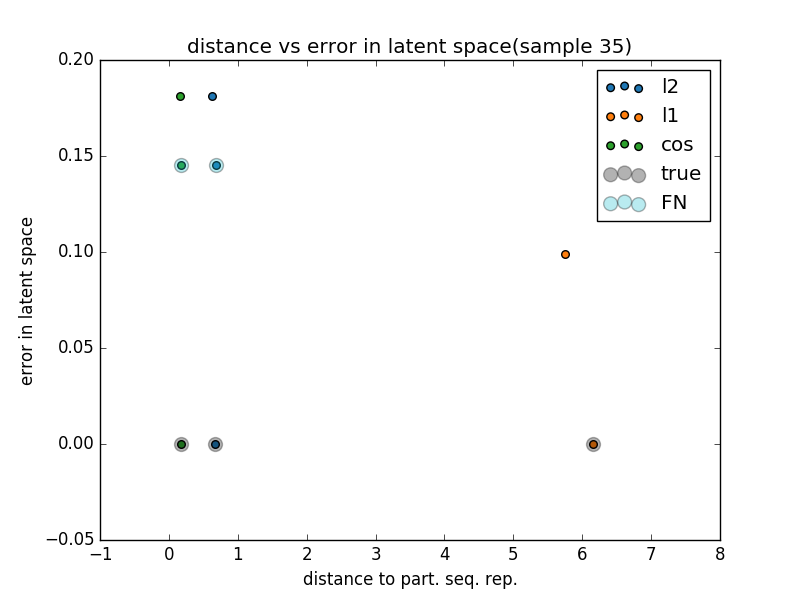 distance vs error in latent space(sample 35)
0.20
0.15
0.10
0.05
0.00
−0.05
error in latent space
l2
l1
cos
true
FN
−1 0 1 2 3 4 5 6 7 8
distance to part. seq. rep.